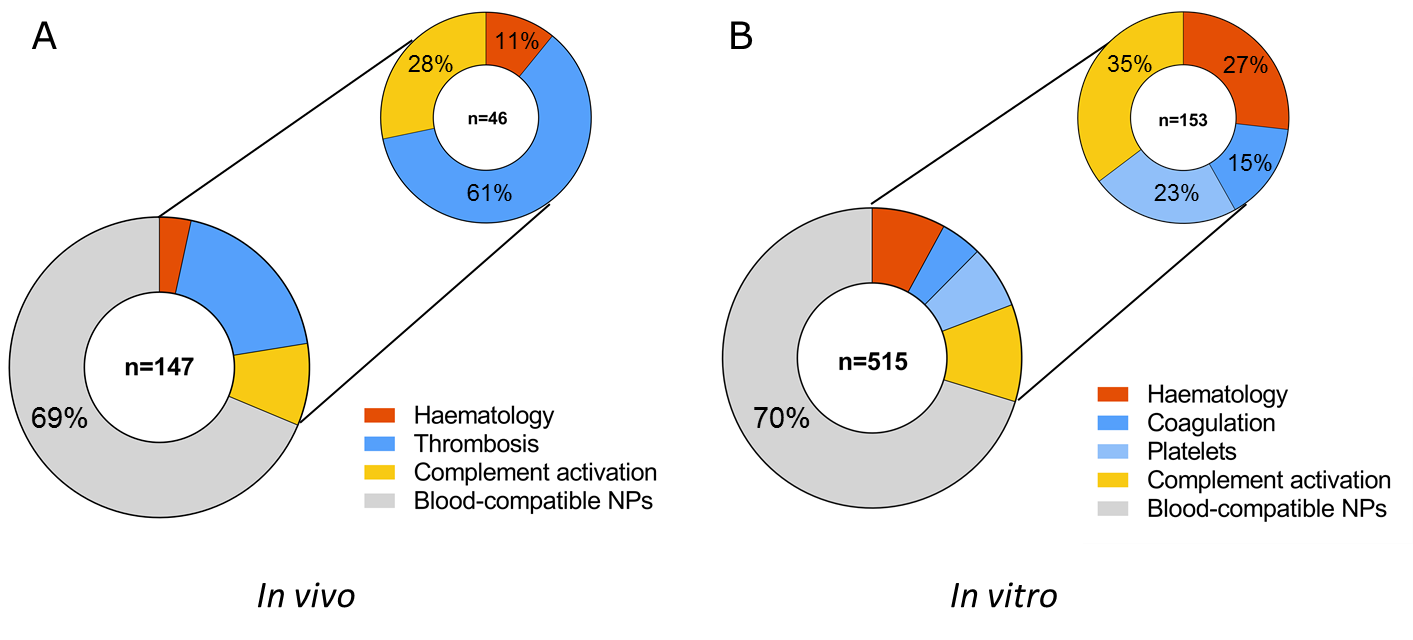 A
28%
11%
n=46
61%
n=147
69%
Haematology
Thrombosis
Complement activation
Blood-compatible NPs
In vivo
B
35%
27%
n=153
15%
23%
n=515
70%
Haematology
Coagulation
Platelets
Complement activation
Blood-compatible NPs
In vitro